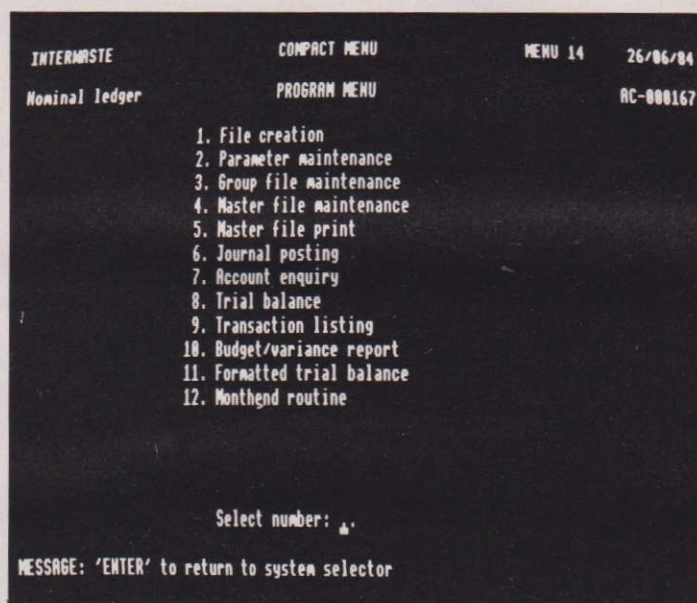 INTERWASTE COMPACT MENU MENU 14 26/06/84
Nominal ledger PROGRAM MENU AC-000167
1. File creation
2. Parameter maintenance
3. Group file maintenance
4. Master file maintenance
5. Master file print
6. Journal posting
7. Account enquiry
8. Trial balance
9. Transaction listing
10. Budget/variance report
11. Formatted trial balance
12. Monthend routine
Select number: .
MESSAGE: 'ENTER' to return to system selector